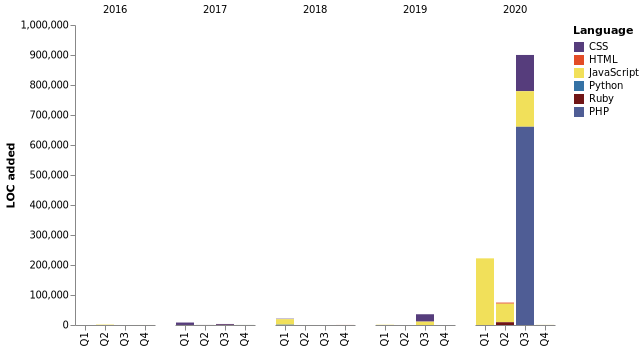 2016 2017 2018 2019 2020
Language
CSS
HTML
JavaScript
Python
Ruby
PHP
LOC added
1,000,000
900,000
800,000
700,000
600,000
500,000
400,000
300,000
200,000
100,000
0
Q1 Q2 Q3 Q4 Q1 Q2 Q3 Q4 Q1 Q2 Q3 Q4 Q1 Q2 Q3 Q4 Q1 Q2 Q3 Q4